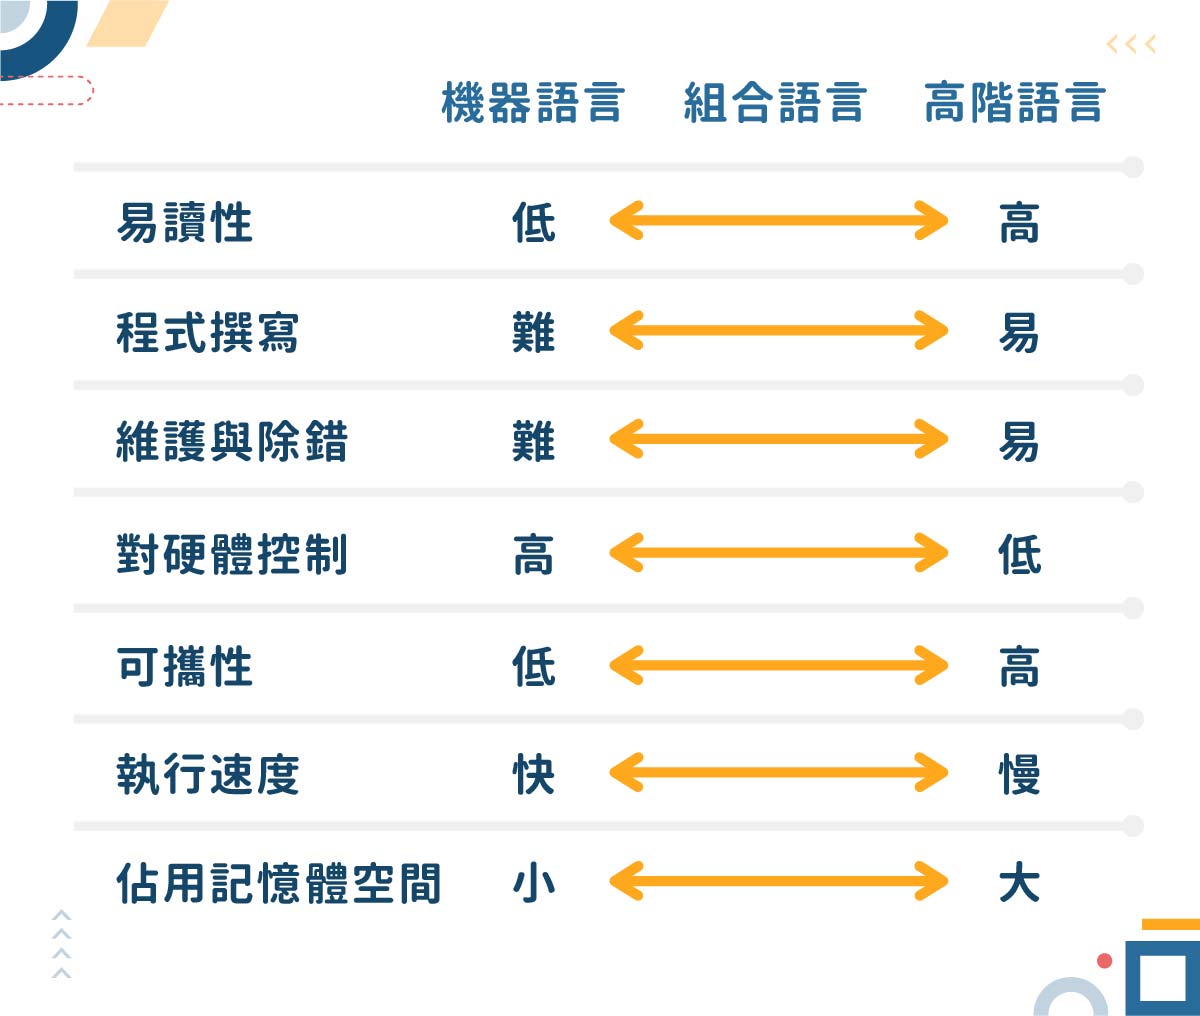 機器語言 組合語言 高階語言
易讀性 低 高
程式撰寫 難 易
維護與除錯 難 易
對硬體控制 高 低
可攜性 低 高
執行速度 快 慢
佔用記憶體空間 小 大